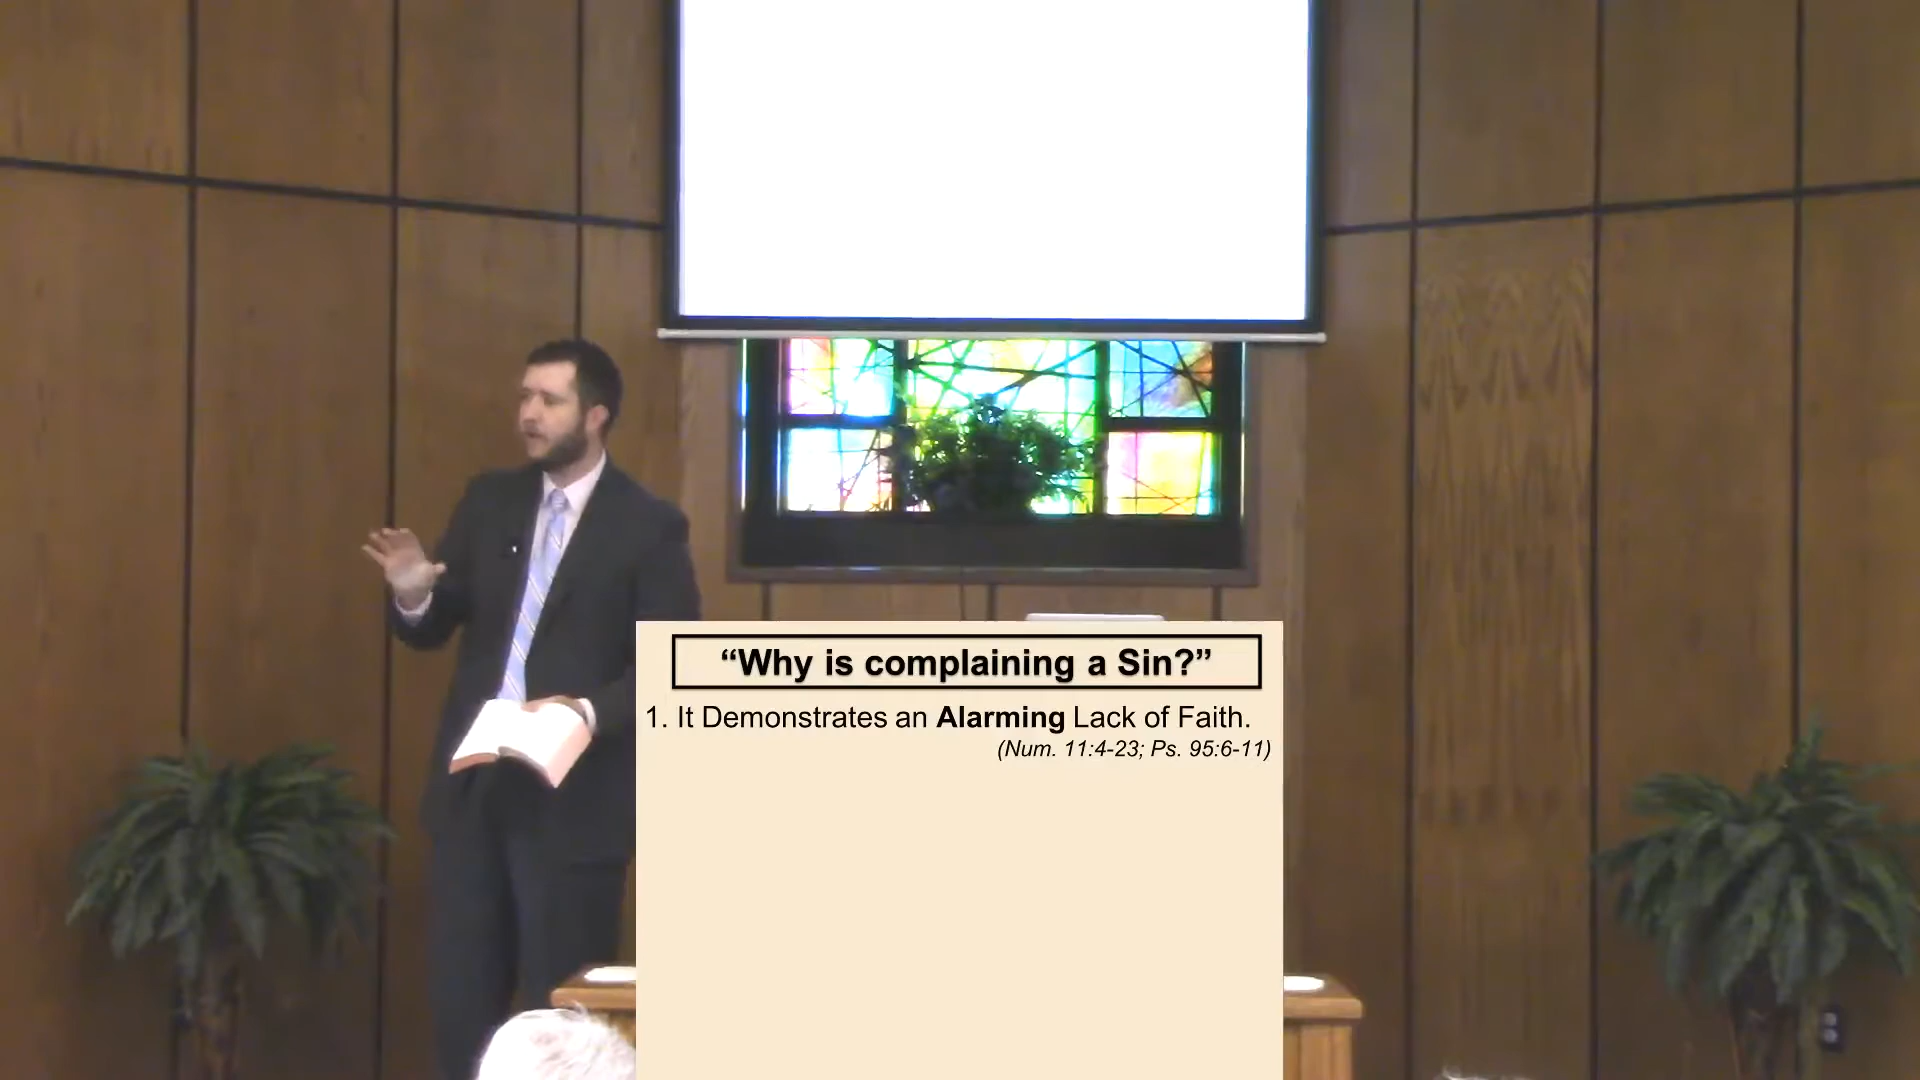 “Why is complaining a Sin?”
1. It Demonstrates an Alarming Lack of Faith.
(Num. 11:4-23; Ps. 95:6-11)